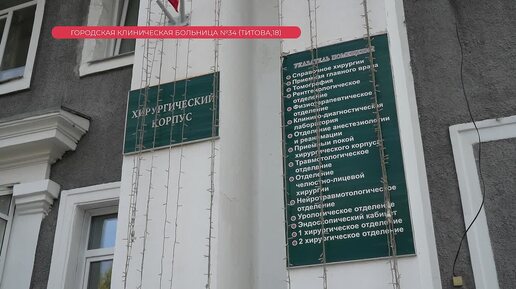 ГОРОДСКАЯ КЛИНИЧЕСКАЯ БОЛЬНИЦА №34 (ТИТОВА,18)
ХИРУРГИЧЕСКИЙ
КОРПУС
УКАЗАТЕЛЬ ПОМЕЩЕНИЙ
Справочное хирургии
Приемная главного врача
Томография
Рентгенологическое
отделение
Физиотерапевтическое
отделение
Клинико-диагностическая
лаборатория
Отделение анестезиологии
и реанимации
Приемный покой
хирургического корпуса
Травмотологическое
отделение
Отделение
челюстно-лицевой
хирургии
Нейротравмотологическое
отделение
Урологическое отделение
Эндоскопический кабинет
1 хирургическое отделение
2 хирургическое отделение